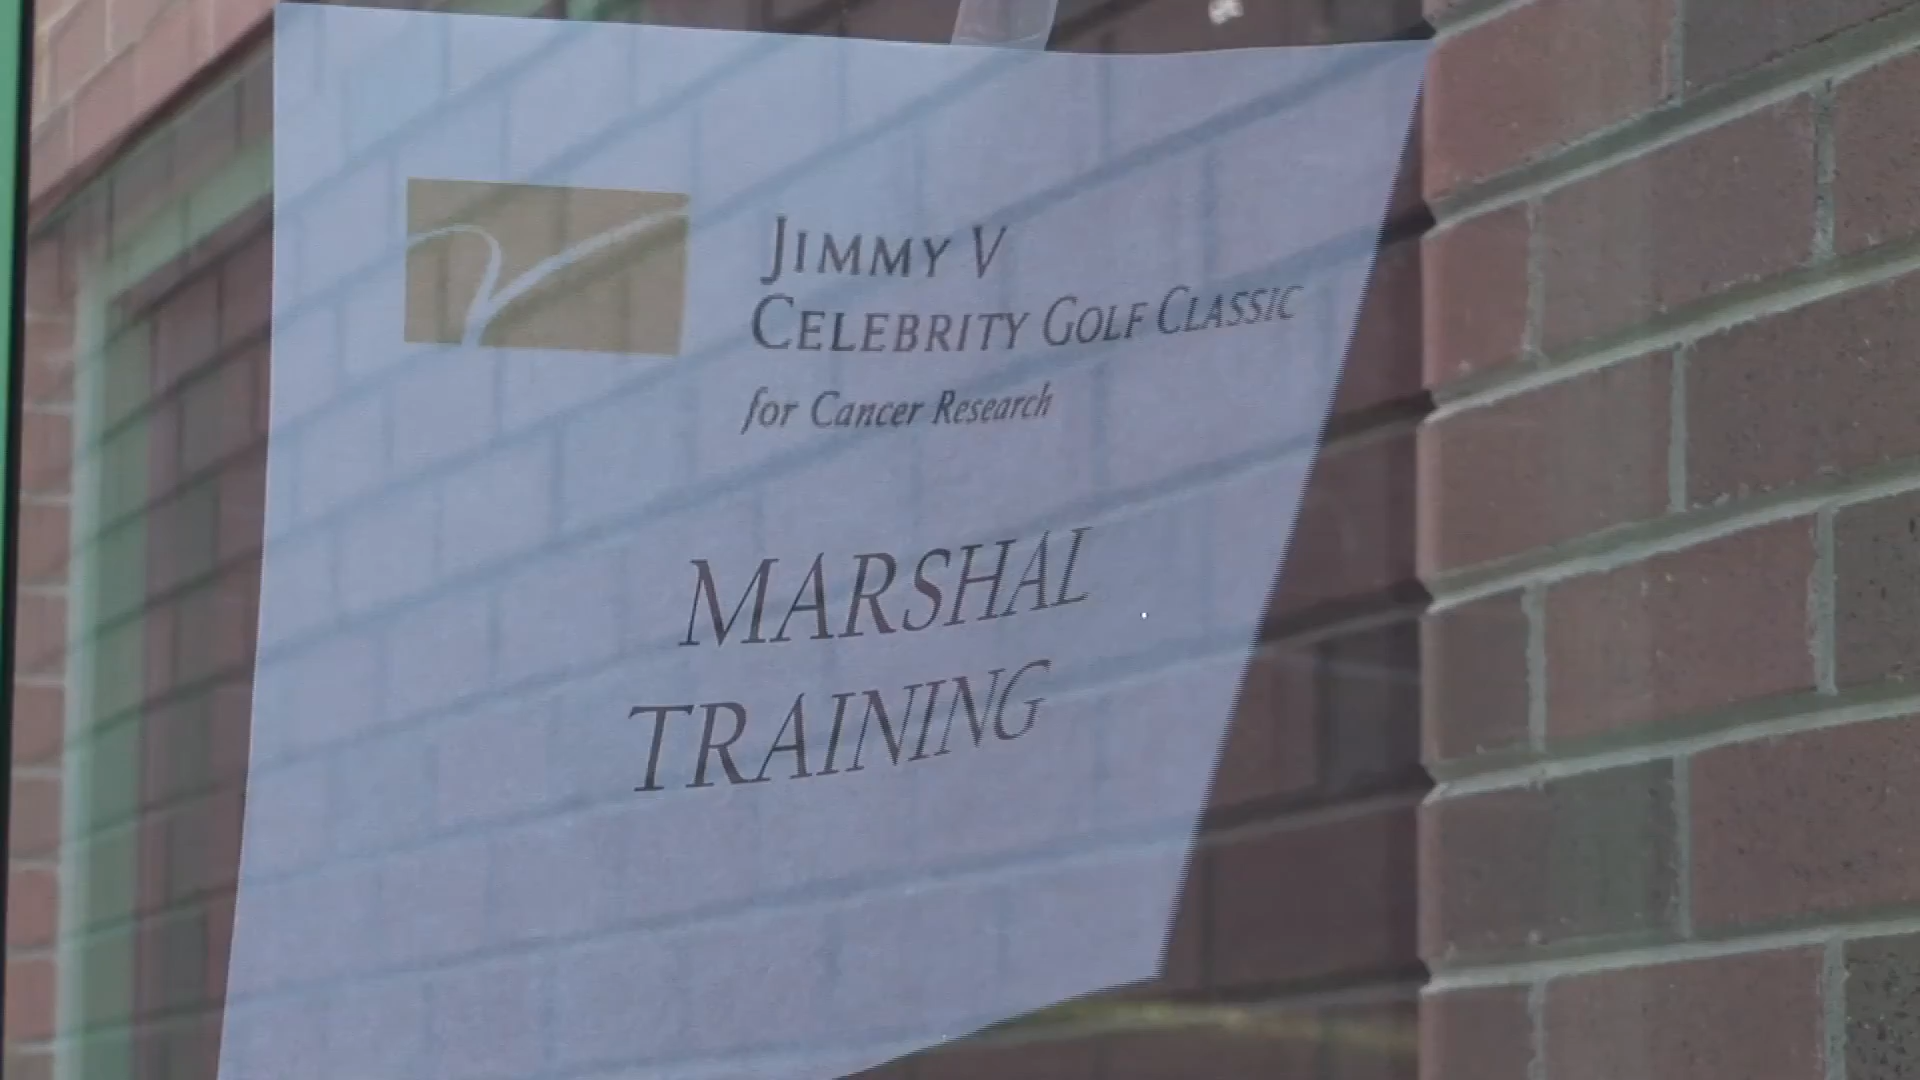 JIMMY V
CELEBRITY GOLF CLASSIC
for Cancer Research
MARSHAL
TRAINING